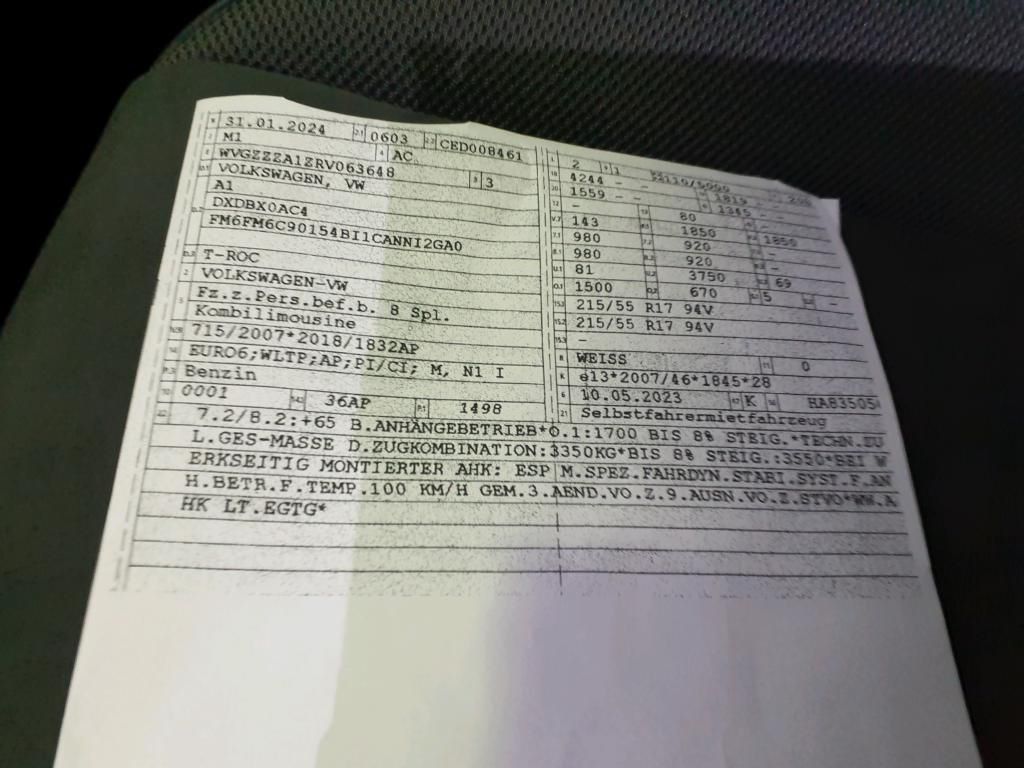 31.01.2024 0603 CED008461
M1 AC
WVGZZZA1ZRV063648 3
VOLKSWAGEN, VW
A1
DXDBX0AC4
FM6FM6C90154BI1CANNI2GA0
T-ROC
VOLKSWAGEN-VW
Fz.z.Pers.bef.b. 8 Spl.
Kombilimousine
715/2007*2018/1832AP
EURO6;WLTP;AP;PI/CI; M, N1 I
Benzin
0001 36AP 1498
2 1 110/5000
4244 - - 1819 - 205
1559 - - 1345 - -
- 80 -
143 1850 1850
980 920 -
980 920 -
81 3750 69
1500 670 5 -
215/55 R17 94V
215/55 R17 94V
-
WEISS 0
e13*2007/46*1845*28
10.05.2023 K HA83505
Selbstfahrermietfahrzeug
7.2/8.2:+65 B.ANHÄNGEBETRIEB*O.1:1700 BIS 8% STEIG.*TECHN.ZU
L.GES-MASSE D.ZUGKOMBINATION:3350KG*BIS 8% STEIG.:3550*BEI W
ERKSEITIG MONTIERTER AHK: ESP M.SPEZ.FAHRDYN.STABI.SYST.F.AN
H.BETR.F.TEMP.100 KM/H GEM.3.AEND.VO.Z.9.AUSN.VO.Z.STVO*WW.A
HK LT.EGTG*